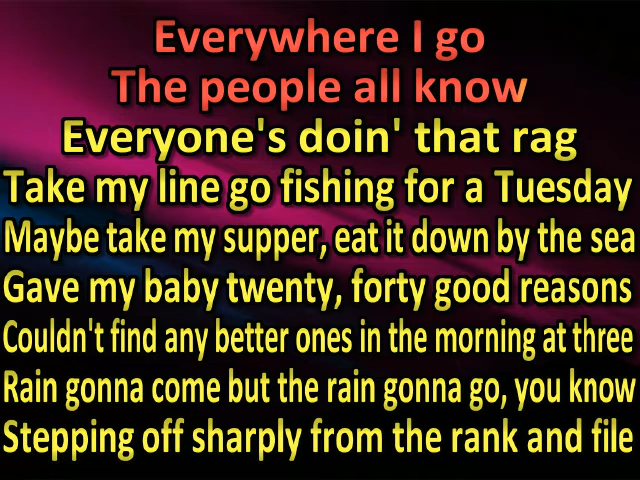 Everywhere I go
The people all know
Everyone's doin' that rag
Take my line go fishing for a Tuesday
Maybe take my supper, eat it down by the sea
Gave my baby twenty, forty good reasons
Couldn't find any better ones in the morning at three
Rain gonna come but the rain gonna go, you know
Stepping off sharply from the rank and file